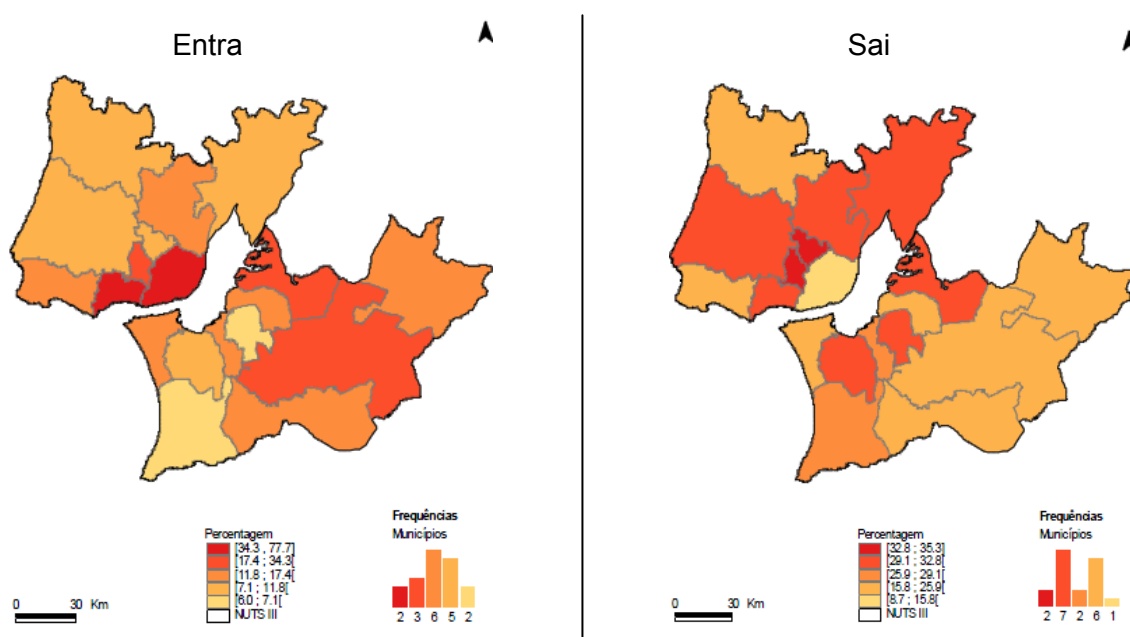 Entra
Percentagem
[34.3 , 77.7]
[17.4 ; 34.3[
[11.8 ; 17.4[
[7.1 ; 11.8[
[6.0 ; 7.1[
NUTS III
Frequências
Municípios
2 3 6 5 2
0 30 Km
Sai
Percentagem
[32.8 ; 35.3]
[29.1 ; 32.8[
[25.9 ; 29.1[
[15.8 ; 25.9[
[8.7 ; 15.8[
NUTS III
Frequências
Municípios
2 7 2 6 1
0 30 Km